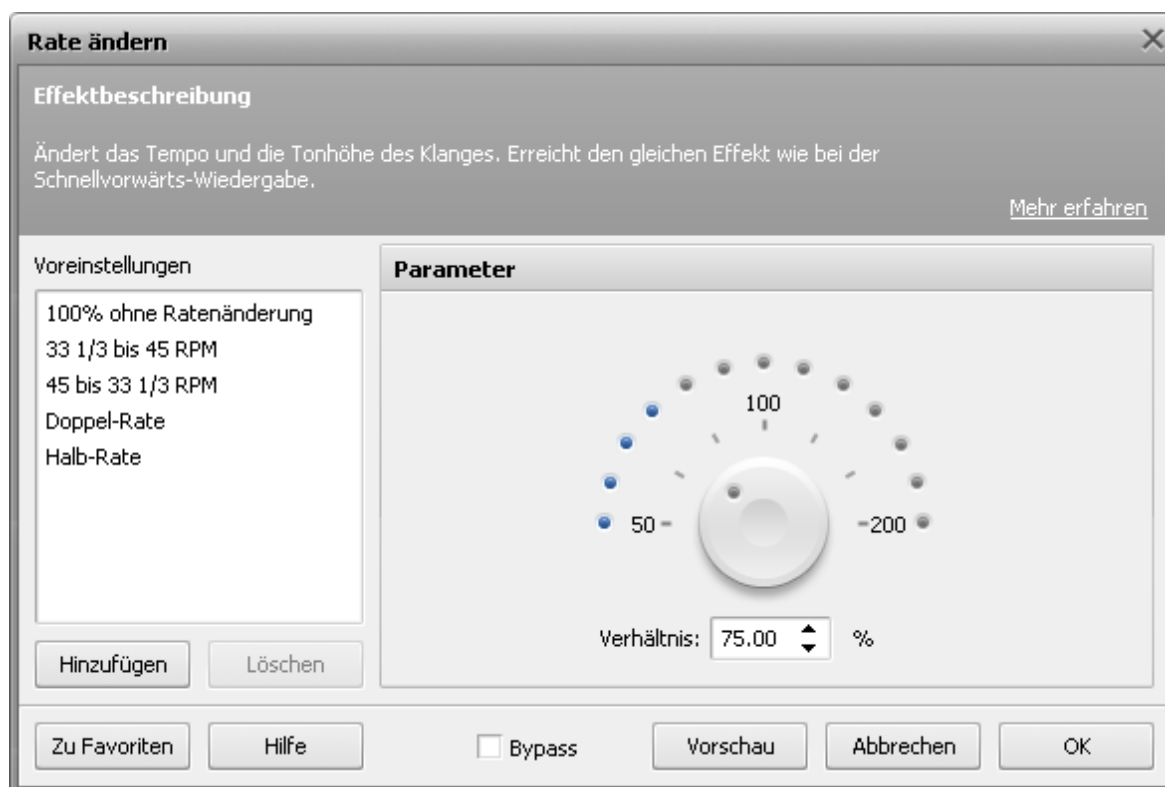 Rate ändern
Effektbeschreibung
Ändert das Tempo und die Tonhöhe des Klanges. Erreicht den gleichen Effekt wie bei der
Schnellvorwärts-Wiedergabe.
Mehr erfahren
Voreinstellungen
100% ohne Ratenänderung
33 1/3 bis 45 RPM
45 bis 33 1/3 RPM
Doppel-Rate
Halb-Rate
Hinzufügen
Löschen
Parameter
100
50
200
Verhältnis: 75.00 %
Zu Favoriten
Hilfe
Bypass
Vorschau
Abbrechen
OK